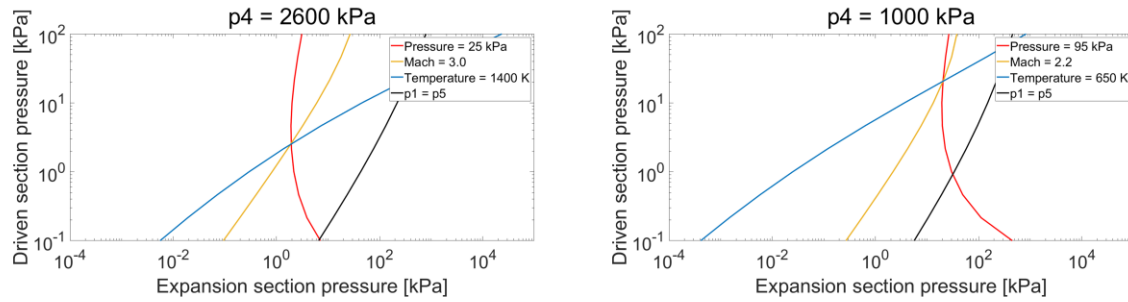 p4 = 2600 kPa
Driven section pressure [kPa]
10^2
10^1
10^0
10^-1
Pressure = 25 kPa
Mach = 3.0
Temperature = 1400 K
p1 = p5
10^-4
10^-2
10^0
10^2
10^4
Expansion section pressure [kPa]
p4 = 1000 kPa
Driven section pressure [kPa]
10^2
10^1
10^0
10^-1
Pressure = 95 kPa
Mach = 2.2
Temperature = 650 K
p1 = p5
10^-4
10^-2
10^0
10^2
10^4
Expansion section pressure [kPa]